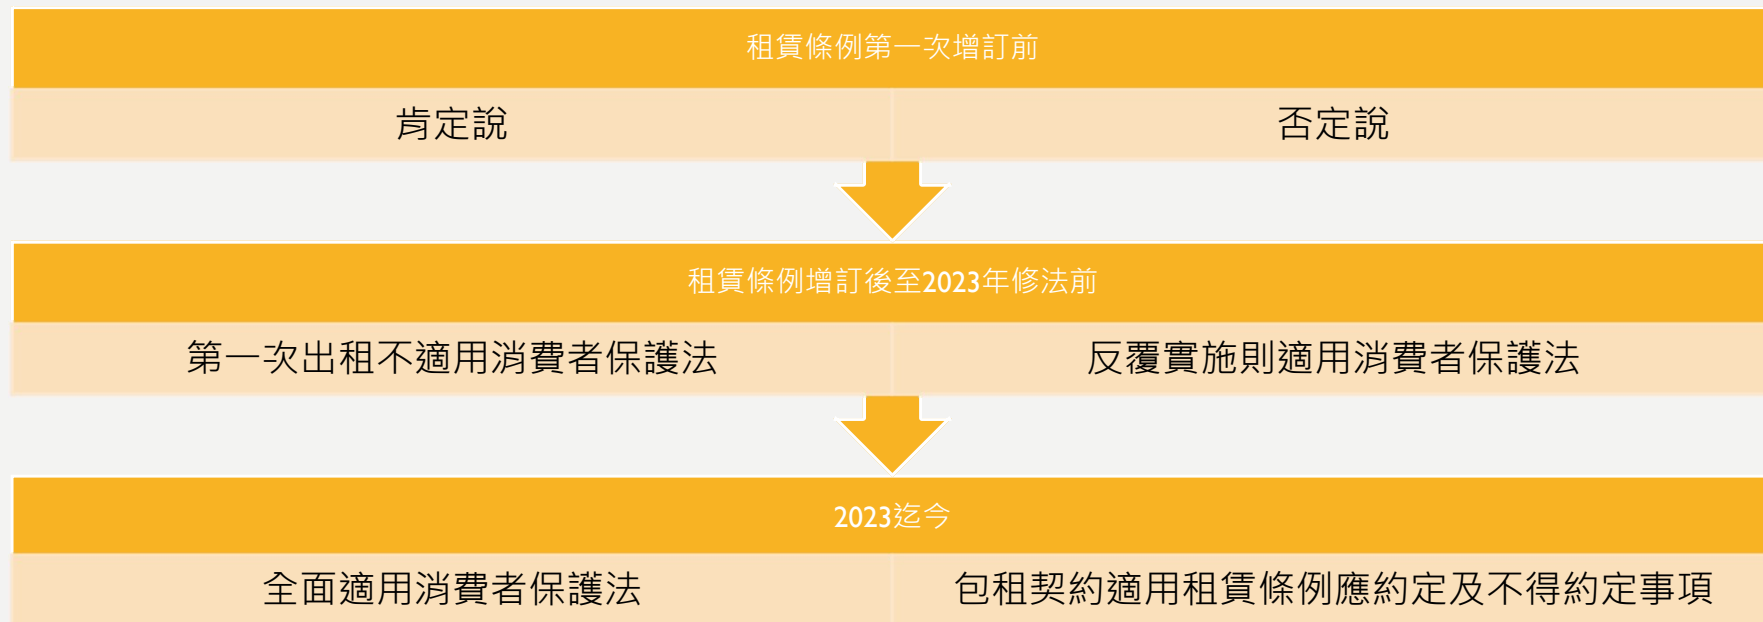 租賃條例第一次增訂前
肯定說
否定說
租賃條例增訂後至2023年修法前
第一次出租不適用消費者保護法
反覆實施則適用消費者保護法
2023迄今
全面適用消費者保護法
包租契約適用租賃條例應約定及不得約定事項